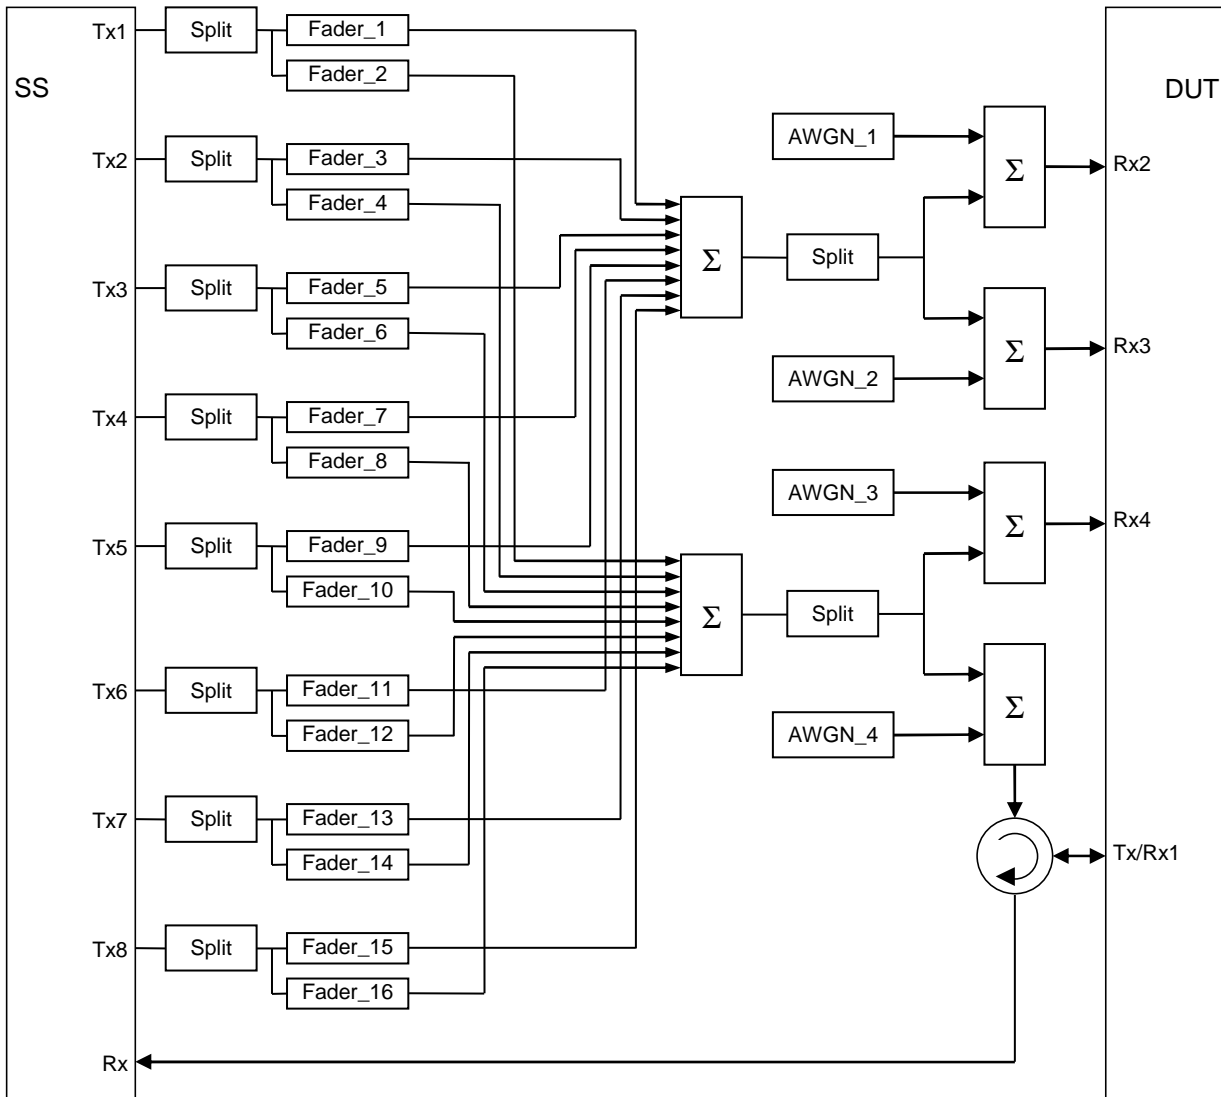 SS
DUT
Tx1
Split
Fader_1
Fader_2
Tx2
Split
Fader_3
Fader_4
Tx3
Split
Fader_5
Fader_6
Tx4
Split
Fader_7
Fader_8
Tx5
Split
Fader_9
Fader_10
Tx6
Split
Fader_11
Fader_12
Tx7
Split
Fader_13
Fader_14
Tx8
Split
Fader_15
Fader_16
Rx
Σ
Σ
Split
Split
AWGN_1
Σ
Rx2
AWGN_2
Σ
Rx3
AWGN_3
Σ
Rx4
AWGN_4
Σ
Tx/Rx1